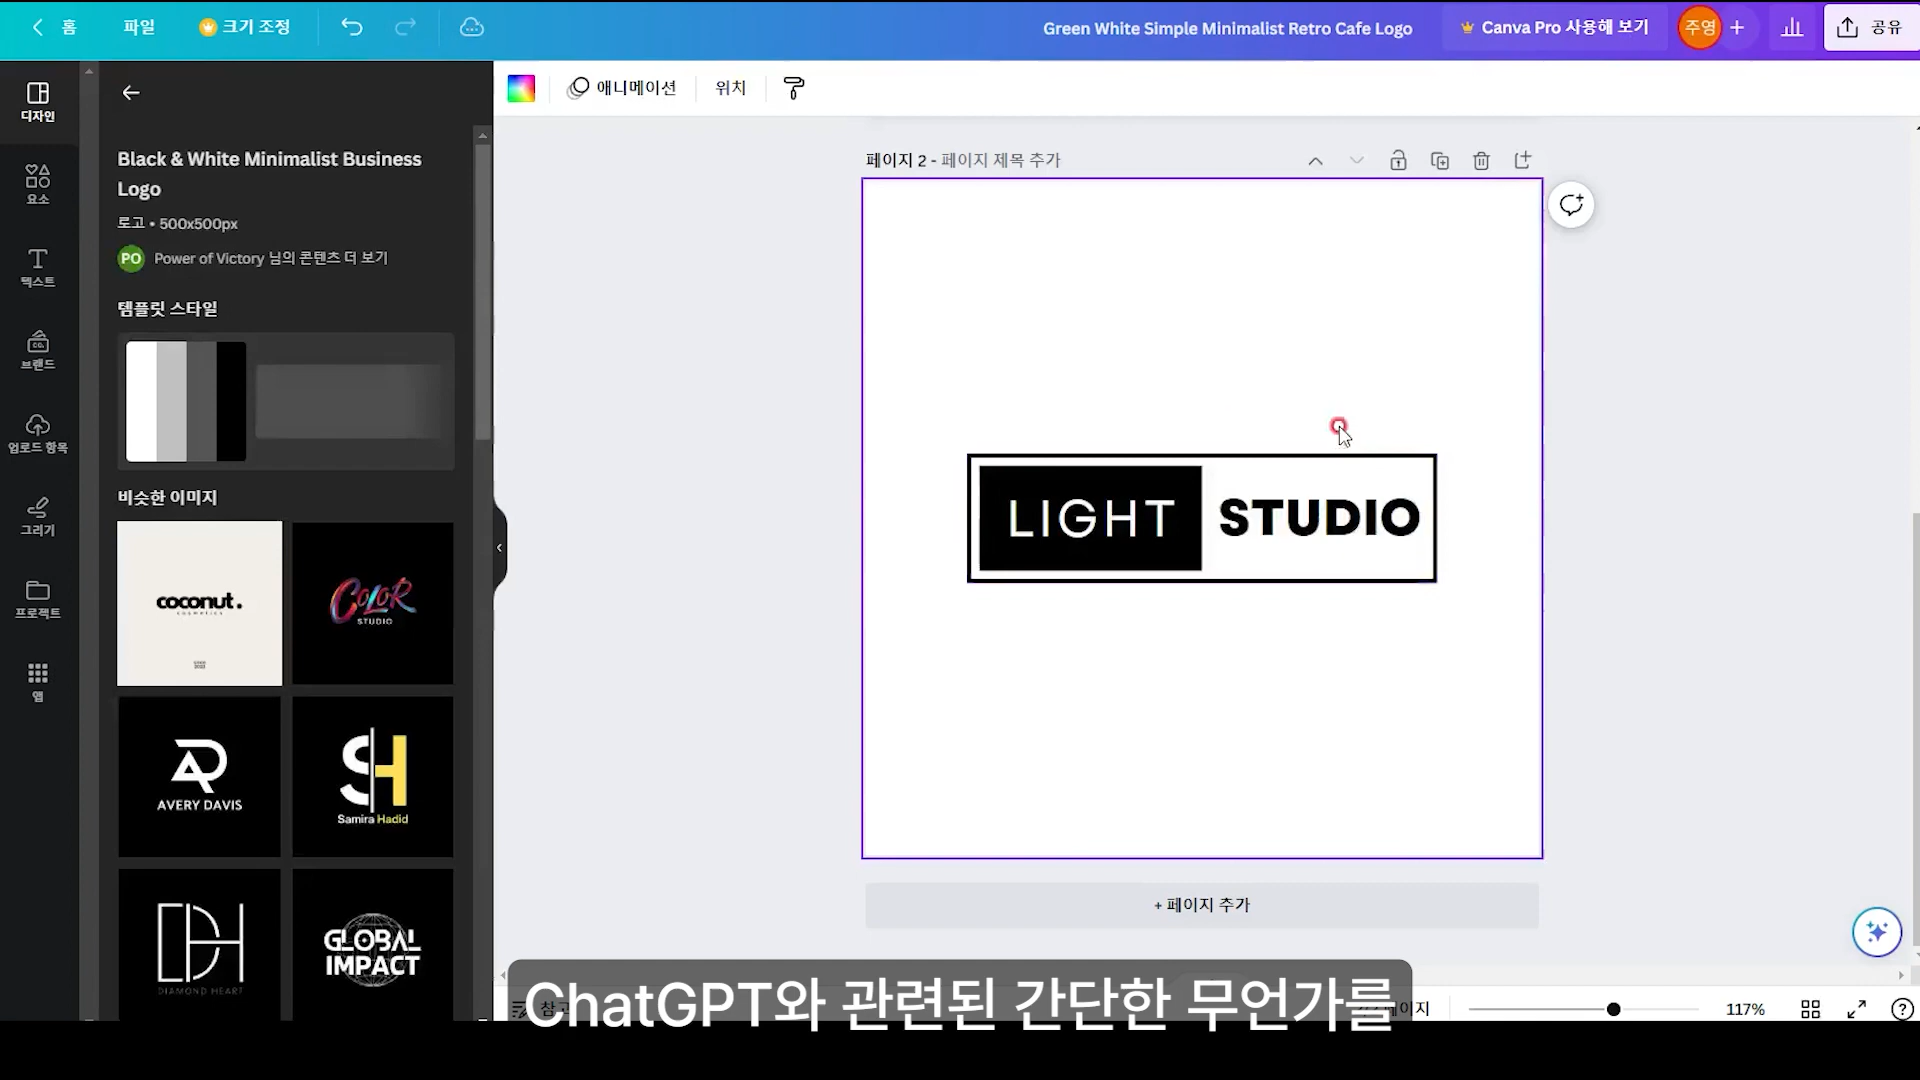 홈
파일
크기 조정
Green White Simple Minimalist Retro Cafe Logo
Canva Pro 사용해 보기
주영
공유
디자인
요소
텍스트
CO.
브랜드
업로드 항목
그리기
프로젝트
앱
Black & White Minimalist Business
Logo
로고 • 500x500px
PO Power of Victory 님의 콘텐츠 더 보기
템플릿 스타일
비슷한 이미지
coconut.
COLOR
STUDIO
AVERY DAVIS
SH
Samira Hadid
DH
DIAMOND HEART
GLOBAL
IMPACT
애니메이션
위치
페이지 2 - 페이지 제목 추가
LIGHT STUDIO
+ 페이지 추가
117%
ChatGPT와 관련된 간단한 무언가를